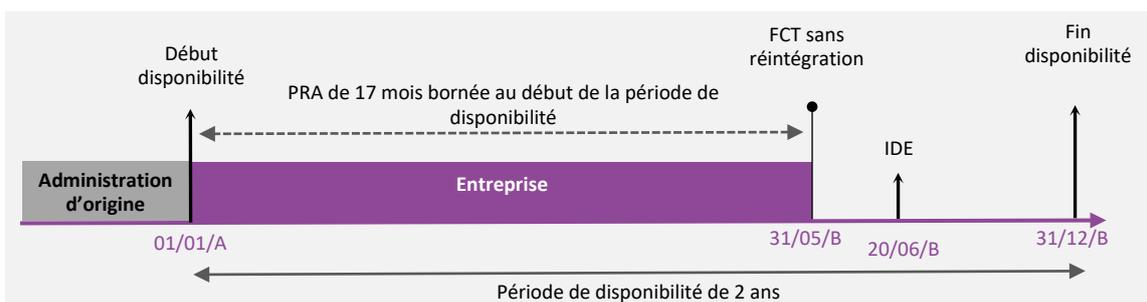 Début
disponibilité
PRA de 17 mois bornée au début de la période de
disponibilité
FCT sans
réintégration
Fin
disponibilité
IDE
Administration
d’origine
Entreprise
01/01/A
31/05/B
20/06/B
31/12/B
Période de disponibilité de 2 ans